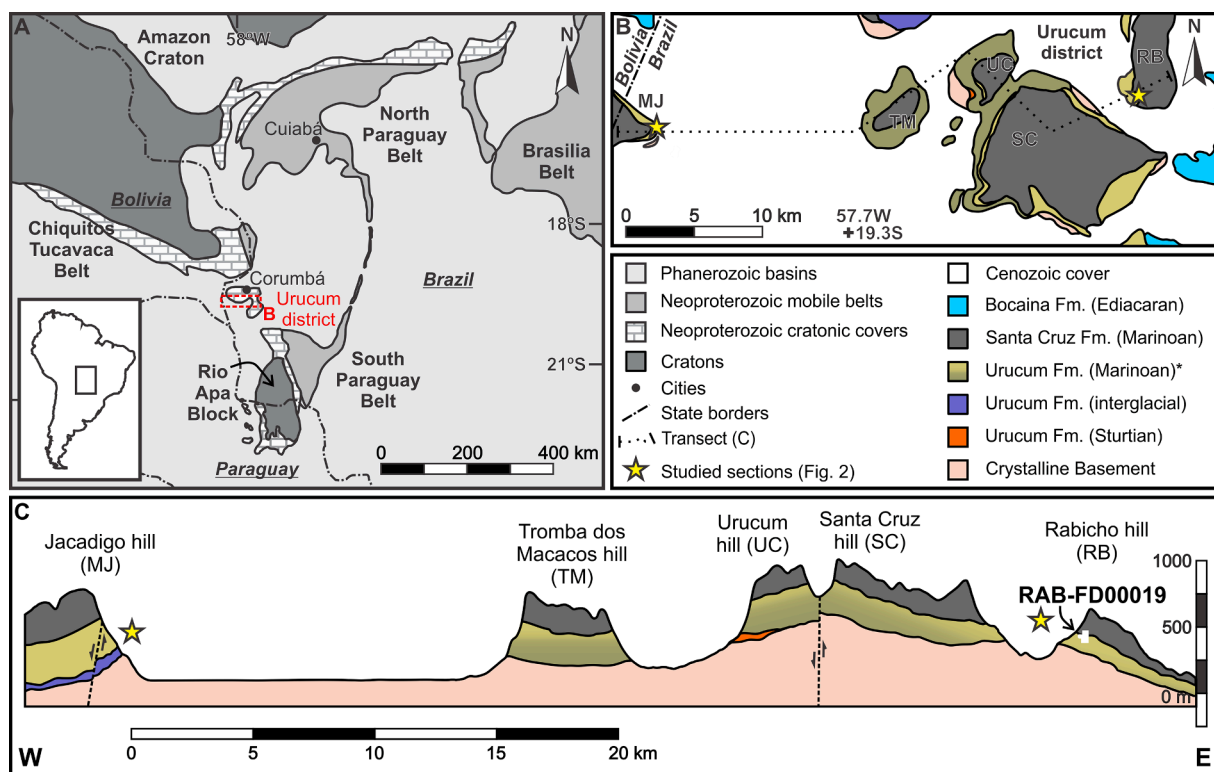 A
Amazon
Craton
58ºW
N
Cuiabá
North
Paraguay
Belt
Brasilia
Belt
Bolivia
Chiquitos
Tucavaca
Belt
18ºS
Corumbá
Brazil
B
Urucum
district
21ºS
Rio
Apa
Block
South
Paraguay
Belt
0 200 400 km
Paraguay
B
Bolivia
Brazil
Urucum
district
N
UC
RB
MJ
TM
SC
0 5 10 km
57.7W
+19.3S
Phanerozoic basins
Neoproterozoic mobile belts
Neoproterozoic cratonic covers
Cratons
Cities
State borders
Transect (C)
Studied sections (Fig. 2)
Cenozoic cover
Bocaina Fm. (Ediacaran)
Santa Cruz Fm. (Marinoan)
Urucum Fm. (Marinoan)*
Urucum Fm. (interglacial)
Urucum Fm. (Sturtian)
Crystalline Basement
C
Jacadigo hill
(MJ)
Tromba dos
Macacos hill
(TM)
Urucum
hill (UC)
Santa Cruz
hill (SC)
Rabicho hill
(RB)
1000
RAB-FD00019
500
0 m
0 5 10 15 20 km
W
E